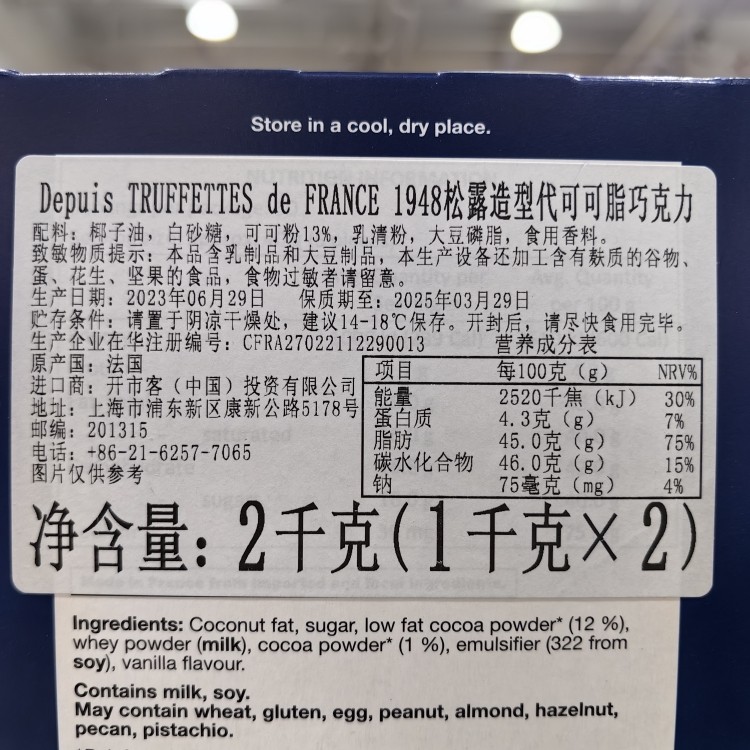 Store in a cool, dry place.
Depuis TRUFFETTES de FRANCE 1948松露造型代可可脂巧克力
配料：椰子油，白砂糖，可可粉13%，乳清粉，大豆磷脂，食用香料。
致敏物质提示：本品含乳制品和大豆制品，本生产设备还加工含有麸质的谷物、
蛋、花生、坚果的食品，食物过敏者请留意。
生产日期：2023年06月29日 保质期至：2025年03月29日
贮存条件：请置于阴凉干燥处，建议14-18℃保存。开封后，请尽快食用完毕。
生产企业在华注册编号：CFRA27022112290013
原产国：法国
进口商：开市客（中国）投资有限公司
地址：上海市浦东新区康新公路5178号
邮编：201315
电话：+86-21-6257-7065
图片仅供参考
营养成分表
项目 每100克（g） NRV%
能量 2520千焦（kJ） 30%
蛋白质 4.3克（g） 7%
脂肪 45.0克（g） 75%
碳水化合物 46.0克（g） 15%
钠 75毫克（mg） 4%
净含量：2千克(1千克×2)
Ingredients: Coconut fat, sugar, low fat cocoa powder* (12 %),
whey powder (milk), cocoa powder* (1 %), emulsifier (322 from
soy), vanilla flavour.
Contains milk, soy.
May contain wheat, gluten, egg, peanut, almond, hazelnut,
pecan, pistachio.